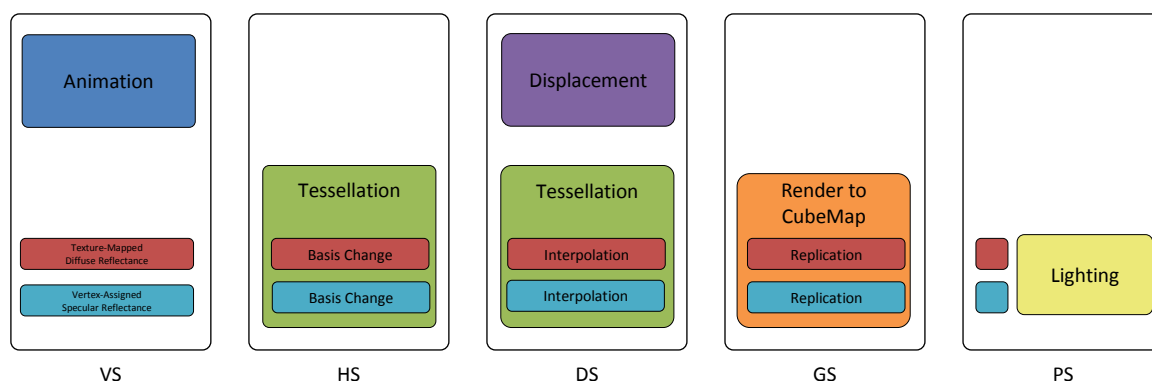 Animation
Texture-Mapped
Diffuse Reflectance
Vertex-Assigned
Specular Reflectance
VS
Tessellation
Basis Change
Basis Change
HS
Displacement
Tessellation
Interpolation
Interpolation
DS
Render to
CubeMap
Replication
Replication
GS
Lighting
PS